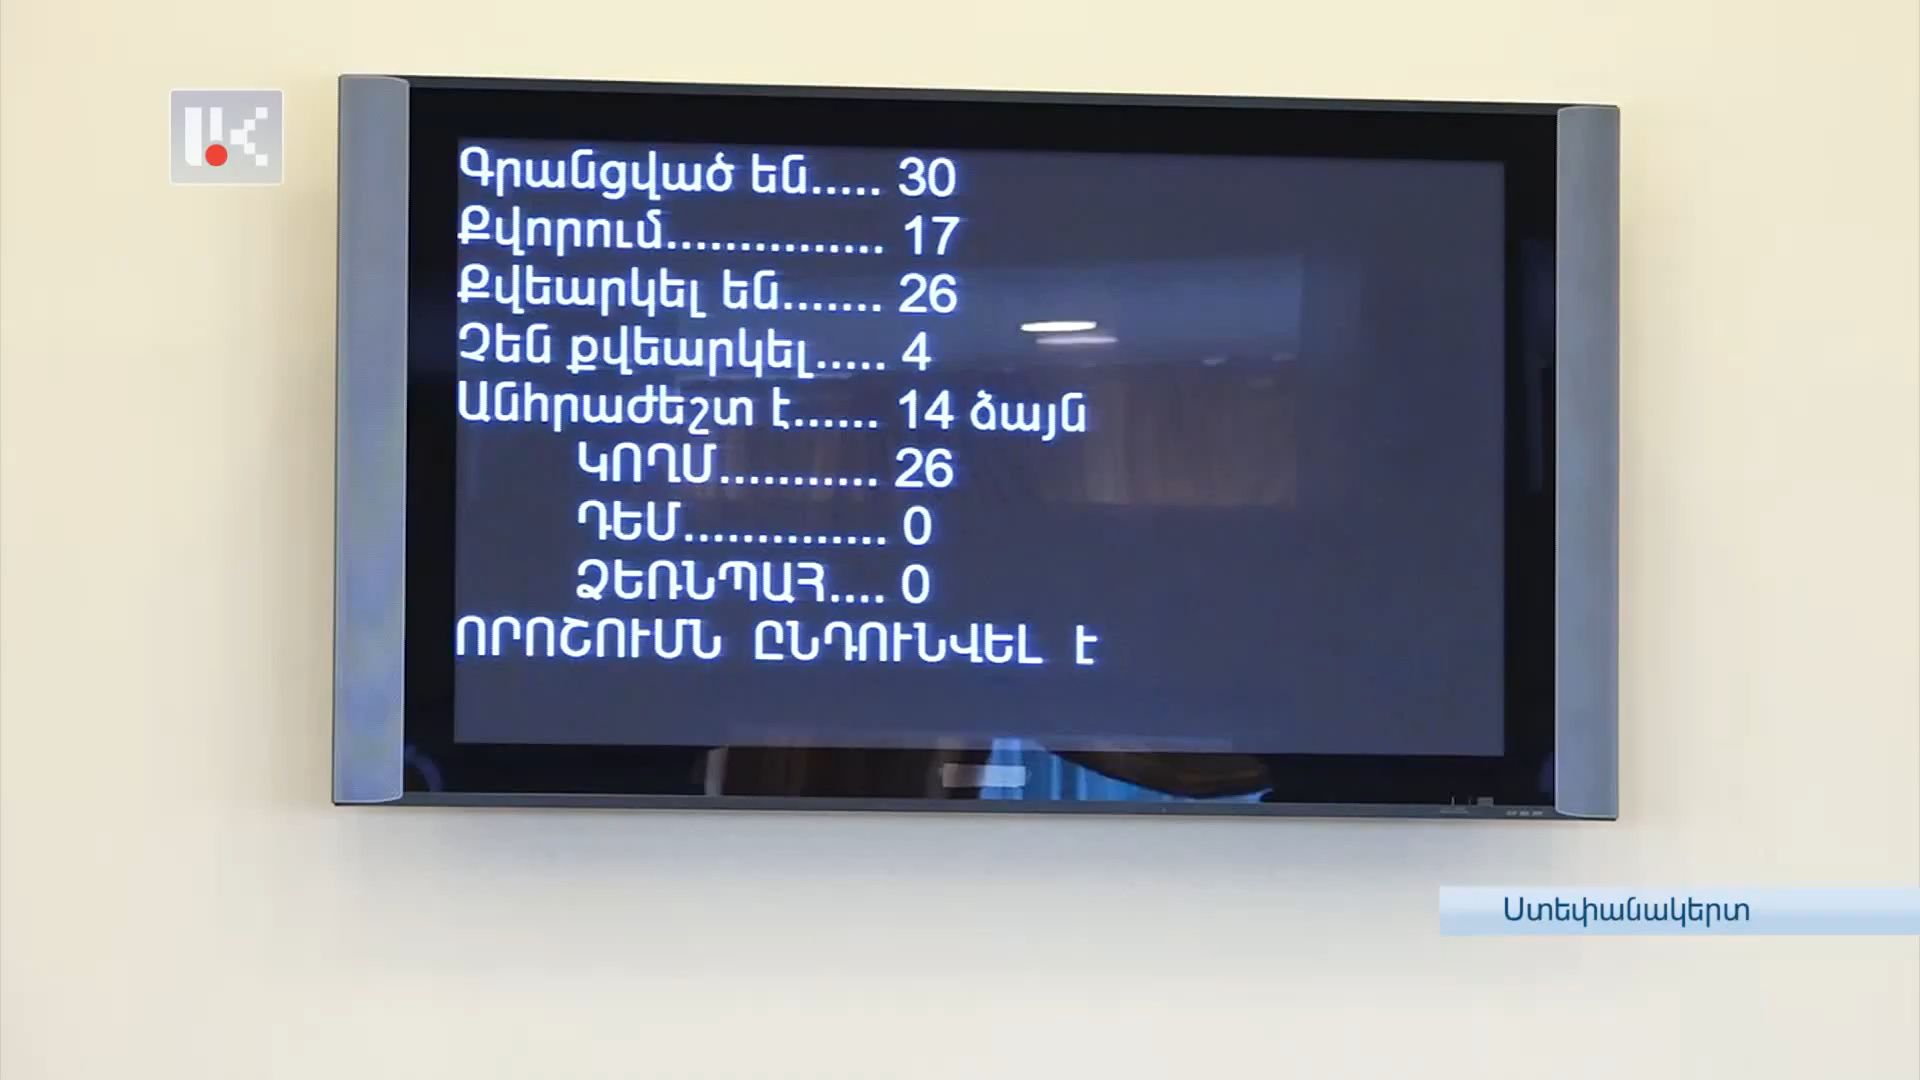 Գրանցված են..... 30
Քվորում............... 17
Քվեարկել են....... 26
Չեն քվեարկել..... 4
Անհրաժեշտ է...... 14 ձայն
ԿՈՂՄ........... 26
ԴԵՄ.............. 0
ՁԵՌՆՊԱՀ.... 0
ՈՐՈՇՈՒՄՆ ԸՆԴՈՒՆՎԵԼ է
Ստեփանակերտ